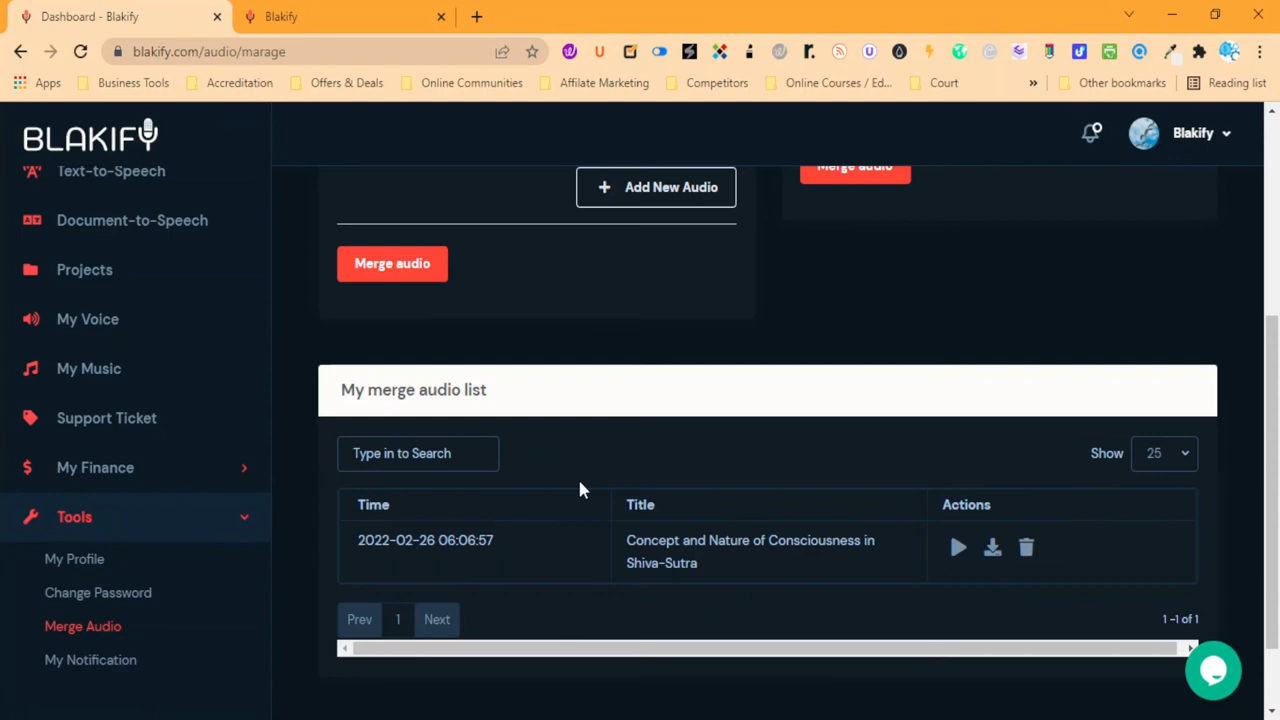 Dashboard - Blakify
Blakify
blakify.com/audio/marage
Apps
Business Tools
Accreditation
Offers & Deals
Online Communities
Affilate Marketing
Competitors
Online Courses / Ed...
Court
Other bookmarks
Reading list
BLAKIFY
Blakify
Text-to-Speech
Document-to-Speech
Projects
My Voice
My Music
Support Ticket
My Finance
Tools
My Profile
Change Password
Merge Audio
My Notification
Add New Audio
Merge audio
Merge audio
My merge audio list
Type in to Search
Show 25
Time Title Actions
2022-02-26 06:06:57 Concept and Nature of Consciousness in
Shiva-Sutra
Prev 1 Next
1 -1 of 1